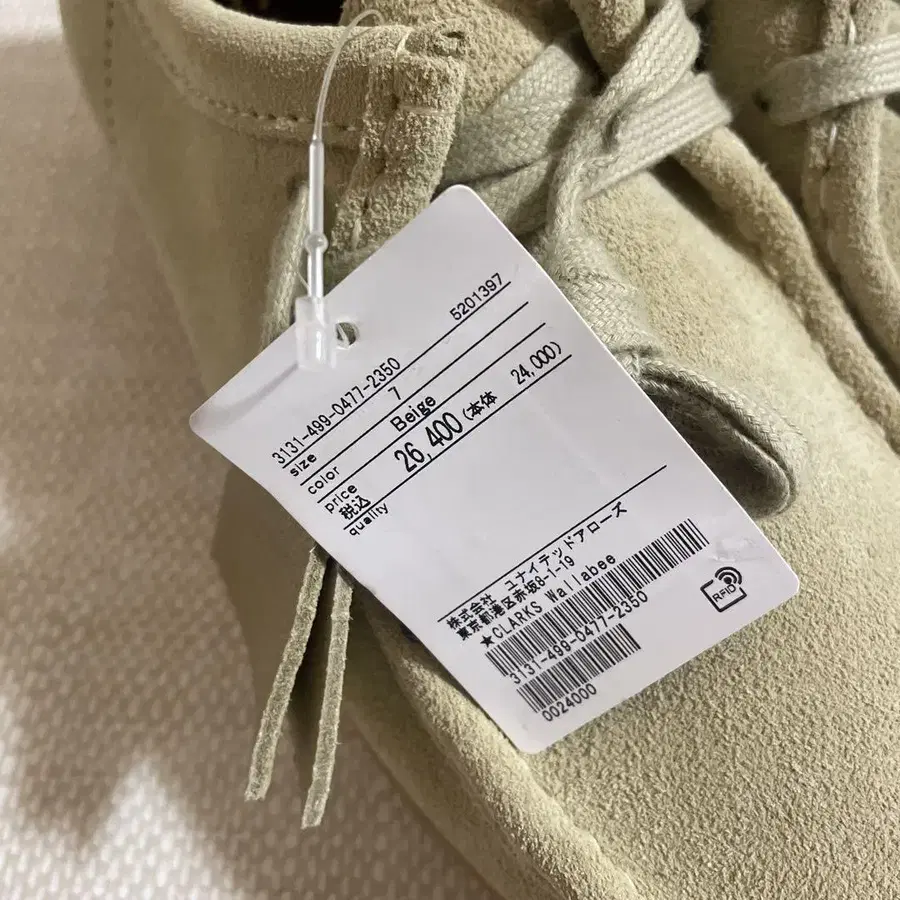 5201397
3131-499-0477-2350
size 7
color Beige
price 税込 26,400(本体 24,000)
quality
株式会社 ユナイテッドアローズ
東京都港区赤坂8-1-19
★CLARKS Wallabee
3131-499-0477-2350
0024000
RFID